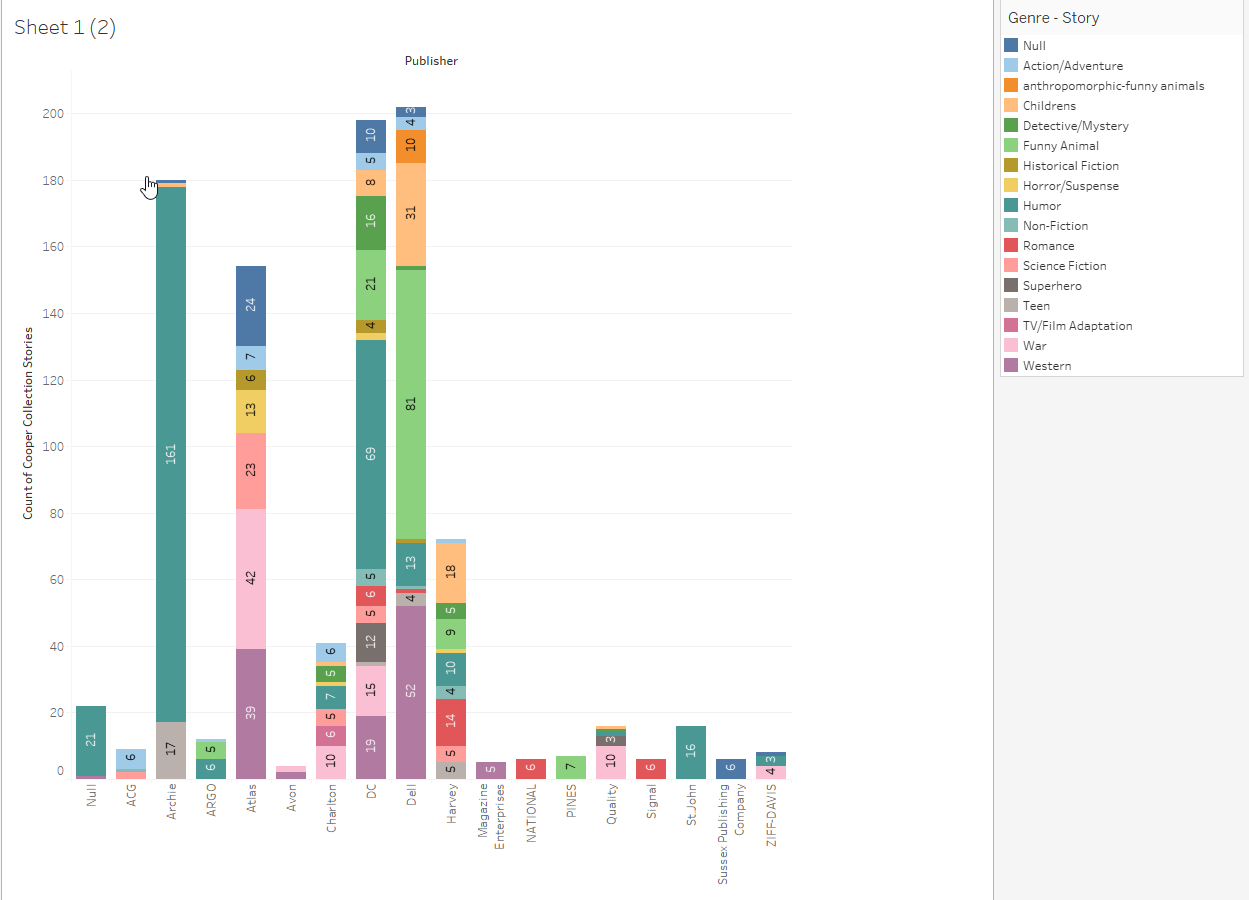 Sheet 1 (2)
Publisher
Count of Cooper Collection Stories
200
180
160
140
120
100
80
60
40
20
0
21
6
161
17
5
6
24
7
6
13
23
42
39
6
5
7
5
6
10
10
5
8
16
21
4
69
5
6
5
12
15
19
3
4
10
31
81
13
4
52
18
5
9
10
4
14
5
5
5
6
7
3
10
6
16
6
3
4
Null
ACG
Archie
ARGO
Atlas
Avon
Charlton
DC
Dell
Harvey
Magazine
Enterprises
NATIONAL
PINES
Quality
Signal
St.John
Sussex Publishing
Company
ZIFF-DAVIS
Genre - Story
Null
Action/Adventure
anthropomorphic-funny animals
Childrens
Detective/Mystery
Funny Animal
Historical Fiction
Horror/Suspense
Humor
Non-Fiction
Romance
Science Fiction
Superhero
Teen
TV/Film Adaptation
War
Western